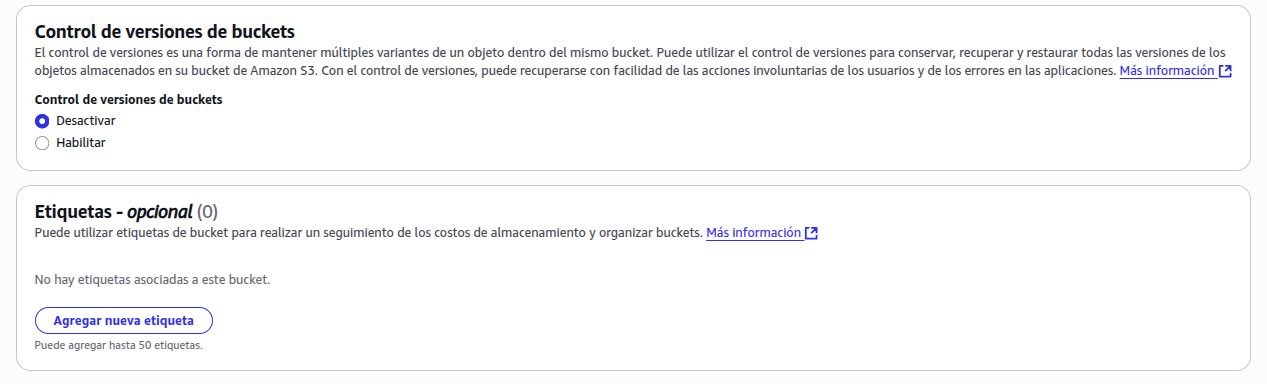 Control de versiones de buckets
El control de versiones es una forma de mantener múltiples variantes de un objeto dentro del mismo bucket. Puede utilizar el control de versiones para conservar, recuperar y restaurar todas las versiones de los
objetos almacenados en su bucket de Amazon S3. Con el control de versiones, puede recuperarse con facilidad de las acciones involuntarias de los usuarios y de los errores en las aplicaciones. Más información
Control de versiones de buckets
Desactivar
Habilitar
Etiquetas - opcional (0)
Puede utilizar etiquetas de bucket para realizar un seguimiento de los costos de almacenamiento y organizar buckets. Más información
No hay etiquetas asociadas a este bucket.
Agregar nueva etiqueta
Puede agregar hasta 50 etiquetas.